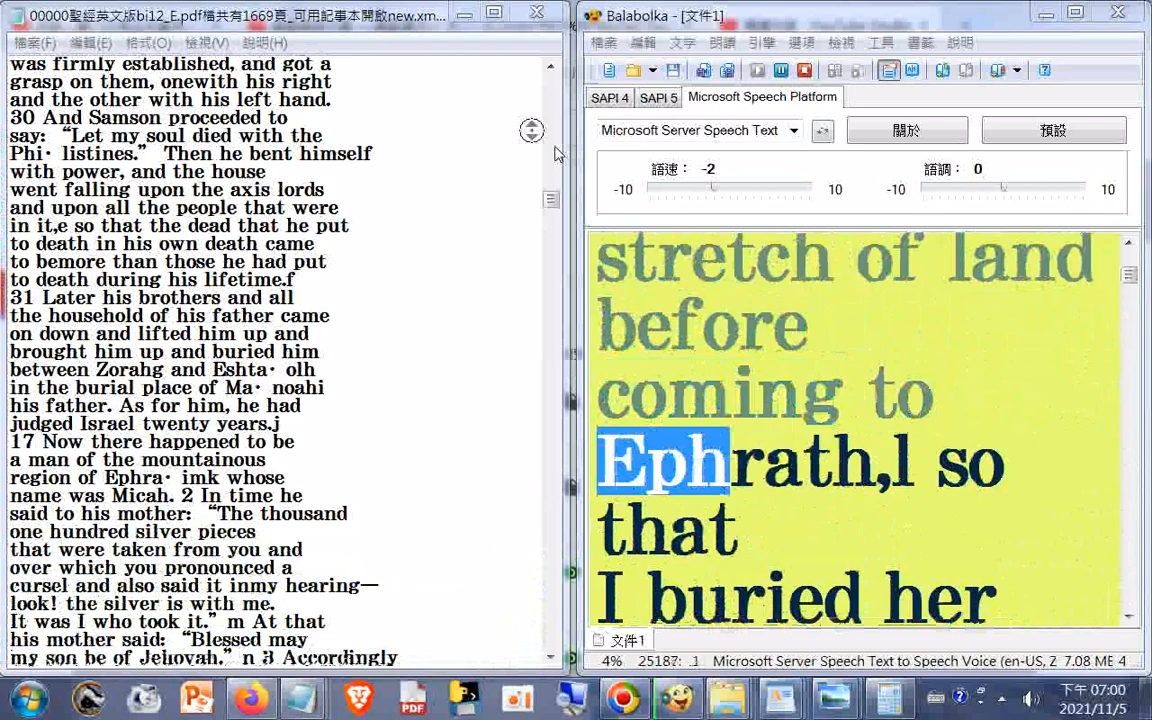 00000聖經英文版bi12_E.pdf檔共有1669頁_可用記事本開啟new.xm...
檔案(F) 編輯(E) 格式(O) 檢視(V) 說明(H)
was firmly established, and got a
grasp on them, onewith his right
and the other with his left hand.
30 And Samson proceeded to
say: “Let my soul died with the
Phi· listines.” Then he bent himself
with power, and the house
went falling upon the axis lords
and upon all the people that were
in it,e so that the dead that he put
to death in his own death came
to bemore than those he had put
to death during his lifetime.f
31 Later his brothers and all
the household of his father came
on down and lifted him up and
brought him up and buried him
between Zorahg and Eshta· olh
in the burial place of Ma· noahi
his father. As for him, he had
judged Israel twenty years.j
17 Now there happened to be
a man of the mountainous
region of Ephra· imk whose
name was Micah. 2 In time he
said to his mother: “The thousand
one hundred silver pieces
that were taken from you and
over which you pronounced a
cursel and also said it inmy hearing—
look! the silver is with me.
It was I who took it.” m At that
his mother said: “Blessed may
my son be of Jehovah.” n 3 Accordingly
Balabolka - [文件1]
檔案 編輯 文字 朗讀 引擎 選項 檢視 工具 書籤 說明
SAPI 4 SAPI 5 Microsoft Speech Platform
Microsoft Server Speech Text 關於 預設
語速: -2 語調: 0
-10 10 -10 10
stretch of land
before
coming to
Ephrath,l so
that
I buried her
文件1
4% 25187: .1 Microsoft Server Speech Text to Speech Voice (en-US, Z 7.08 ME 4
下午 07:00
2021/11/5